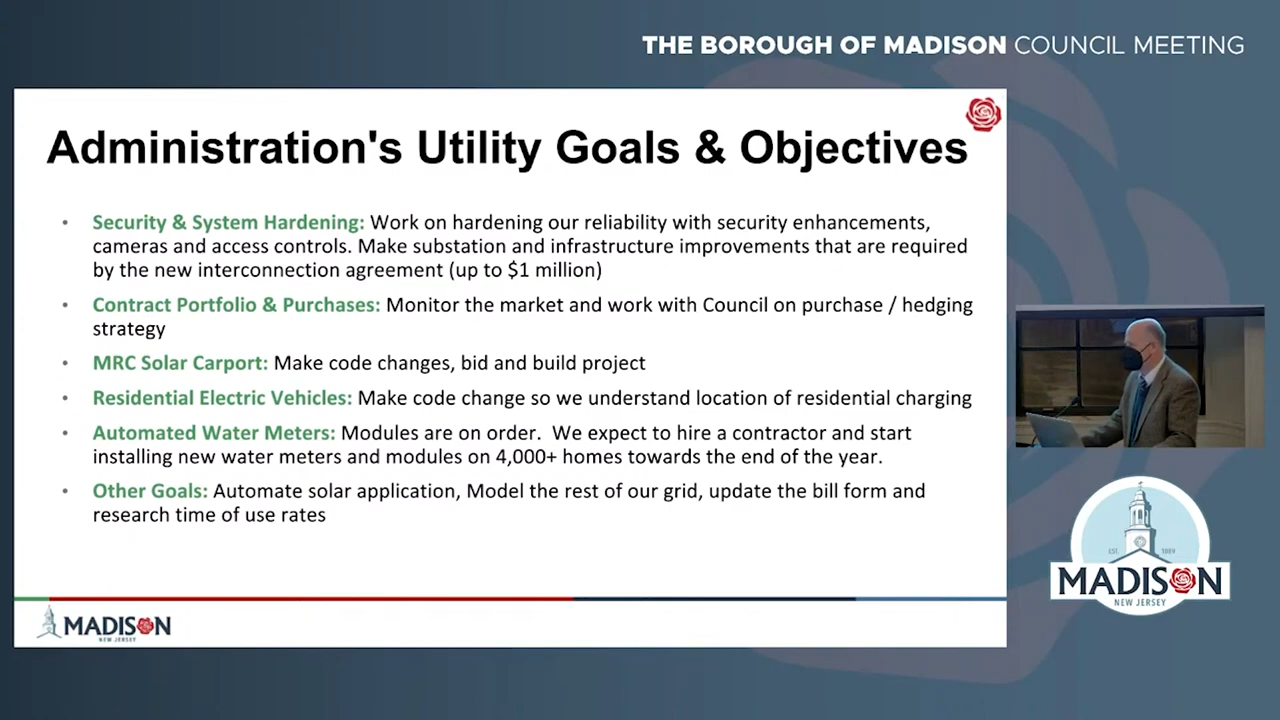 THE BOROUGH OF MADISON COUNCIL MEETING
Administration's Utility Goals & Objectives
• Security & System Hardening: Work on hardening our reliability with security enhancements,
cameras and access controls. Make substation and infrastructure improvements that are required
by the new interconnection agreement (up to $1 million)
• Contract Portfolio & Purchases: Monitor the market and work with Council on purchase / hedging
strategy
• MRC Solar Carport: Make code changes, bid and build project
• Residential Electric Vehicles: Make code change so we understand location of residential charging
• Automated Water Meters: Modules are on order.  We expect to hire a contractor and start
installing new water meters and modules on 4,000+ homes towards the end of the year.
• Other Goals: Automate solar application, Model the rest of our grid, update the bill form and
research time of use rates
MADISON
NEW JERSEY
EST. 1889
MADISON
NEW JERSEY